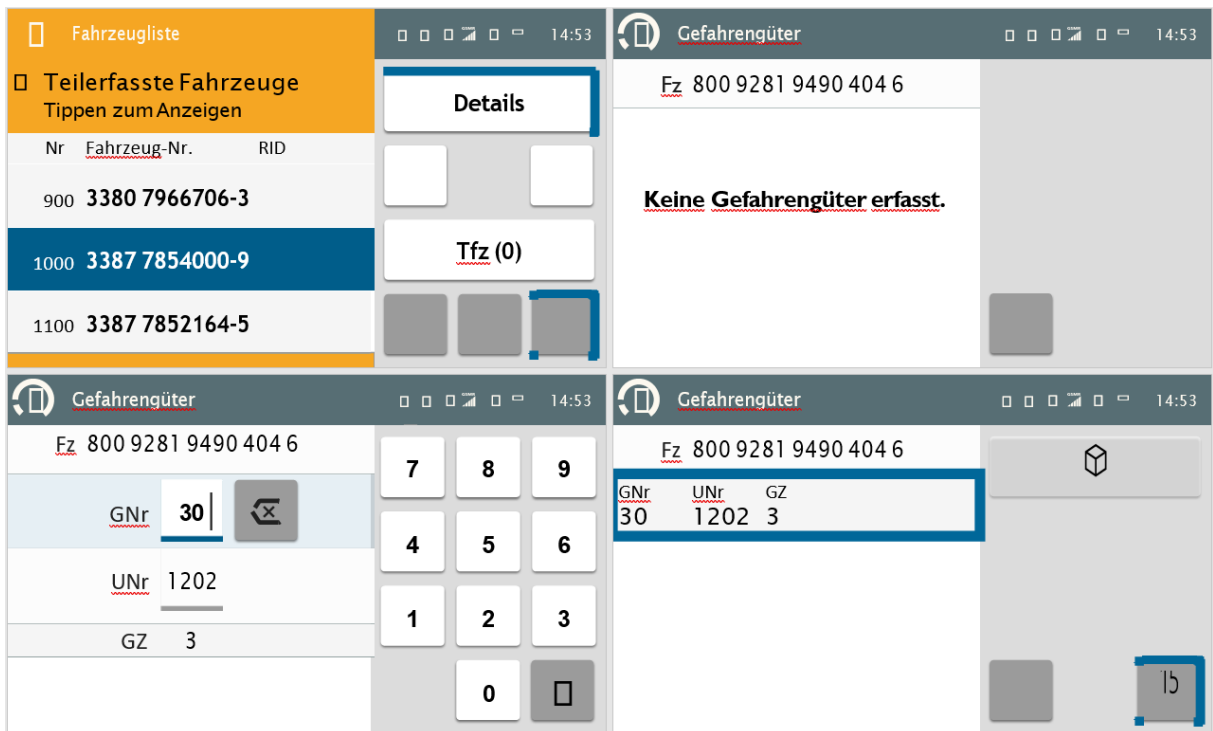 Fahrzeugliste 14:53
Teilerfasste Fahrzeuge
Tippen zum Anzeigen
Nr Fahrzeug-Nr. RID
900 3380 7966706-3
1000 3387 7854000-9
1100 3387 7852164-5
Details
Tfz (0)
Gefahrengüter 14:53
Fz 800 9281 9490 404 6
Keine Gefahrengüter erfasst.
Gefahrengüter 14:53
Fz 800 9281 9490 404 6
GNr 30
UNr 1202
GZ 3
7 8 9
4 5 6
1 2 3
0
Gefahrengüter 14:53
Fz 800 9281 9490 404 6
GNr UNr GZ
30 1202 3